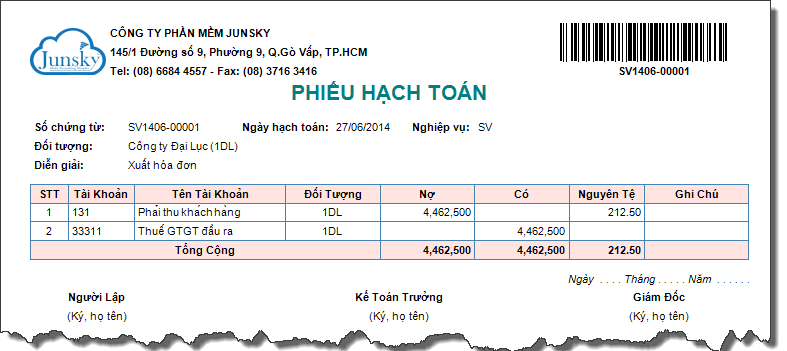 Junsky
CÔNG TY PHẦN MỀM JUNSKY
145/1 Đường số 9, Phường 9, Q.Gò Vấp, TP.HCM
Tel: (08) 6684 4557 - Fax: (08) 3716 3416
SV1406-00001
PHIẾU HẠCH TOÁN
Số chứng từ: SV1406-00001 Ngày hạch toán: 27/06/2014 Nghiệp vụ: SV
Đối tượng: Công ty Đại Lục (1DL)
Diễn giải: Xuất hóa đơn
STT Tài Khoản Tên Tài Khoản Đối Tượng Nợ Có Nguyên Tệ Ghi Chú
1 131 Phải thu khách hàng 1DL 4,462,500 212.50
2 33311 Thuế GTGT đầu ra 1DL 4,462,500
Tổng Cộng 4,462,500 4,462,500 212.50
Ngày . . . . Tháng . . . . . Năm . . . . . .
Người Lập Kế Toán Trưởng Giám Đốc
(Ký, họ tên) (Ký, họ tên) (Ký, họ tên)